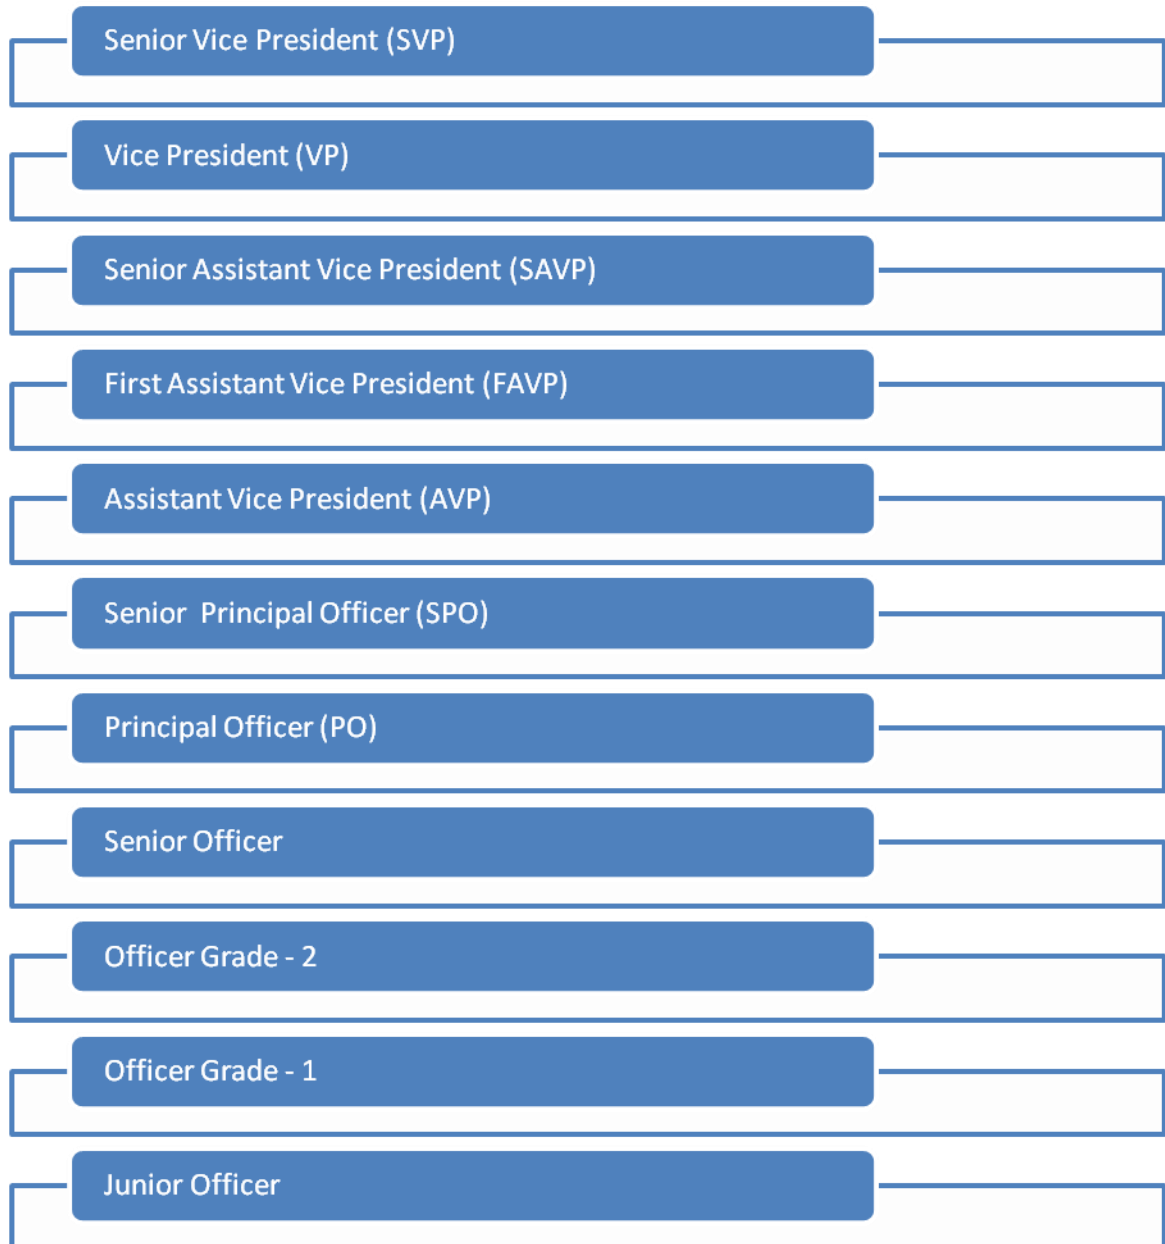 Senior Vice President (SVP)
Vice President (VP)
Senior Assistant Vice President (SAVP)
First Assistant Vice President (FAVP)
Assistant Vice President (AVP)
Senior  Principal Officer (SPO)
Principal Officer (PO)
Senior Officer
Officer Grade - 2
Officer Grade - 1
Junior Officer